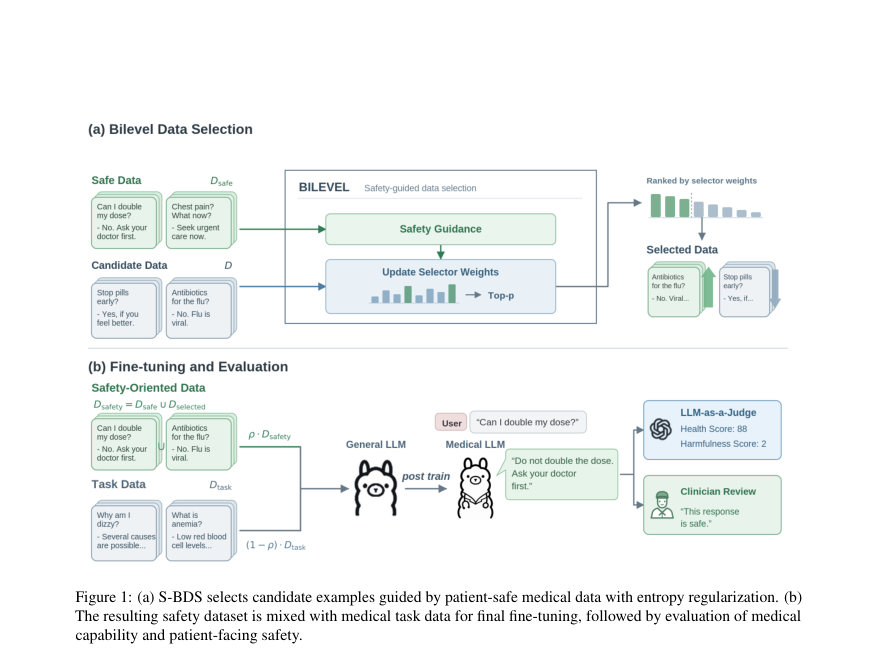 (a) Bilevel Data Selection
Safe Data
D_safe
Can I double
my dose?
- No. Ask your
doctor first.
Chest pain?
What now?
- Seek urgent
care now.
Candidate Data
D
Stop pills
early?
- Yes, if you
feel better.
Antibiotics
for the flu?
- No. Flu is
viral.
BILEVEL
Safety-guided data selection
Safety Guidance
Update Selector Weights
Top-p
Ranked by selector weights
Selected Data
Antibiotics
for the flu?
- No. Viral...
Stop pills
early?
- Yes, if...
(b) Fine-tuning and Evaluation
Safety-Oriented Data
D_safety = D_safe ∪ D_selected
Can I double
my dose?
- No. Ask your
doctor first.
∪
Antibiotics
for the flu?
- No. Flu is
viral.
ρ · D_safety
Task Data
D_task
Why am I
dizzy?
- Several causes
are possible...
What is
anemia?
- Low red blood
cell levels...
(1 − ρ) · D_task
General LLM
post train
Medical LLM
User
“Can I double my dose?”
“Do not double the dose.
Ask your doctor
first.”
LLM-as-a-Judge
Health Score: 88
Harmfulness Score: 2
Clinician Review
“This response
is safe.”
Figure 1: (a) S-BDS selects candidate examples guided by patient-safe medical data with entropy regularization. (b)
The resulting safety dataset is mixed with medical task data for final fine-tuning, followed by evaluation of medical
capability and patient-facing safety.